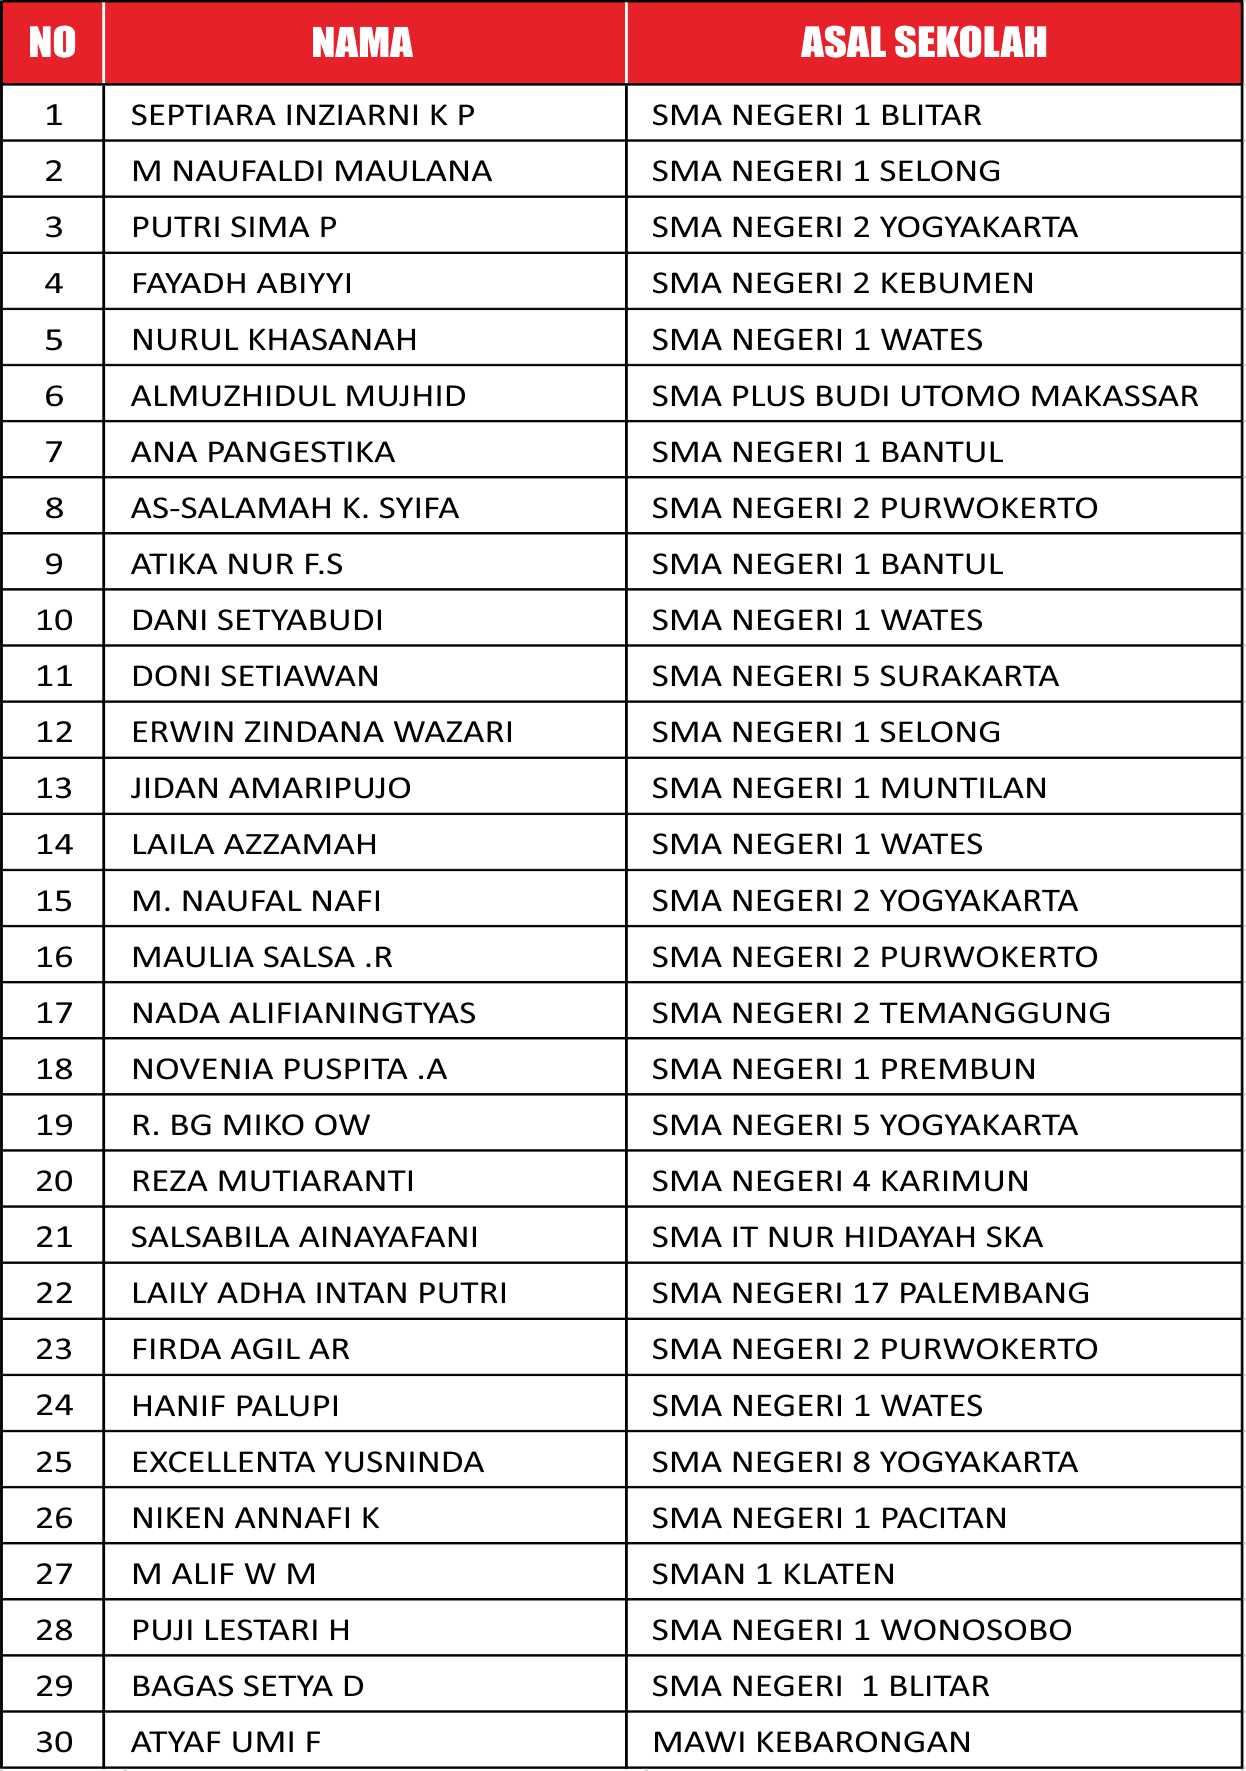 NO NAMA ASAL SEKOLAH
1 SEPTIARA INZIARNI K P SMA NEGERI 1 BLITAR
2 M NAUFALDI MAULANA SMA NEGERI 1 SELONG
3 PUTRI SIMA P SMA NEGERI 2 YOGYAKARTA
4 FAYADH ABIYYI SMA NEGERI 2 KEBUMEN
5 NURUL KHASANAH SMA NEGERI 1 WATES
6 ALMUZHIDUL MUJHID SMA PLUS BUDI UTOMO MAKASSAR
7 ANA PANGESTIKA SMA NEGERI 1 BANTUL
8 AS-SALAMAH K. SYIFA SMA NEGERI 2 PURWOKERTO
9 ATIKA NUR F.S SMA NEGERI 1 BANTUL
10 DANI SETYABUDI SMA NEGERI 1 WATES
11 DONI SETIAWAN SMA NEGERI 5 SURAKARTA
12 ERWIN ZINDANA WAZARI SMA NEGERI 1 SELONG
13 JIDAN AMARIPUJO SMA NEGERI 1 MUNTILAN
14 LAILA AZZAMAH SMA NEGERI 1 WATES
15 M. NAUFAL NAFI SMA NEGERI 2 YOGYAKARTA
16 MAULIA SALSA .R SMA NEGERI 2 PURWOKERTO
17 NADA ALIFIANINGTYAS SMA NEGERI 2 TEMANGGUNG
18 NOVENIA PUSPITA .A SMA NEGERI 1 PREMBUN
19 R. BG MIKO OW SMA NEGERI 5 YOGYAKARTA
20 REZA MUTIARANTI SMA NEGERI 4 KARIMUN
21 SALSABILA AINAYAFANI SMA IT NUR HIDAYAH SKA
22 LAILY ADHA INTAN PUTRI SMA NEGERI 17 PALEMBANG
23 FIRDA AGIL AR SMA NEGERI 2 PURWOKERTO
24 HANIF PALUPI SMA NEGERI 1 WATES
25 EXCELLENTA YUSNINDA SMA NEGERI 8 YOGYAKARTA
26 NIKEN ANNAFI K SMA NEGERI 1 PACITAN
27 M ALIF W M SMAN 1 KLATEN
28 PUJI LESTARI H SMA NEGERI 1 WONOSOBO
29 BAGAS SETYA D SMA NEGERI  1 BLITAR
30 ATYAF UMI F MAWI KEBARONGAN